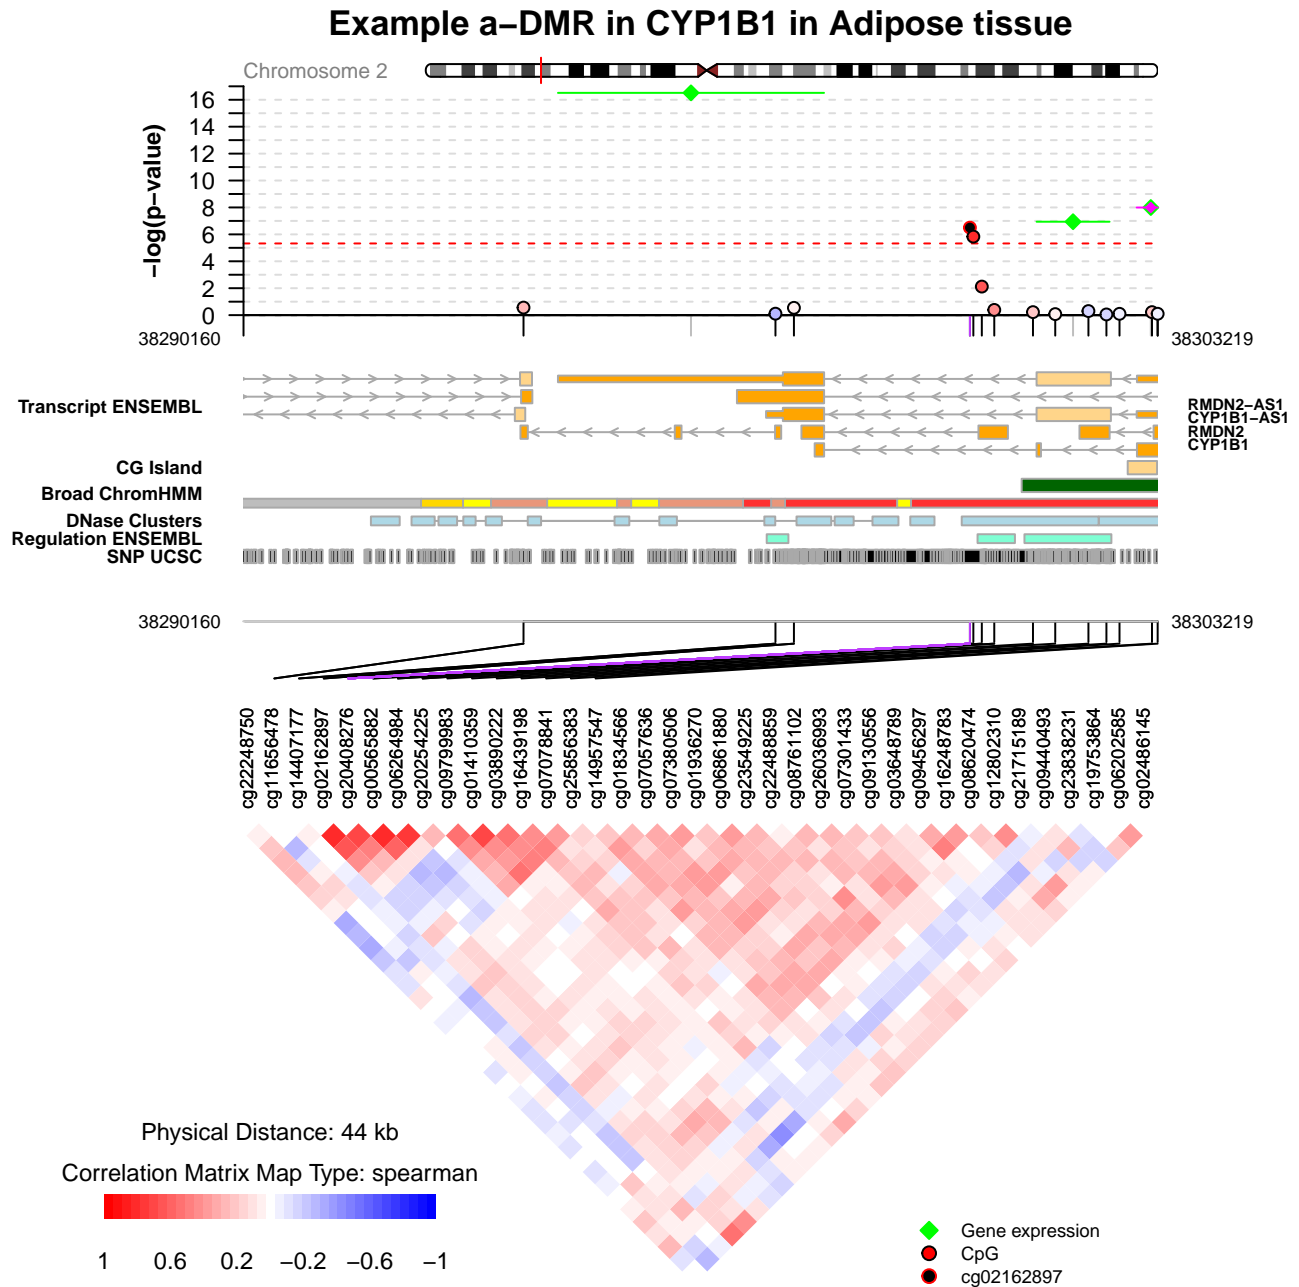 Example a−DMR in CYP1B1 in Adipose tissue
Chromosome 2
−log(p−value)
16
14
12
10
8
6
4
2
0
38290160
38303219
Transcript ENSEMBL
RMDN2−AS1
CYP1B1−AS1
RMDN2
CYP1B1
CG Island
Broad ChromHMM
DNase Clusters
Regulation ENSEMBL
SNP UCSC
38290160
38303219
cg22248750
cg11656478
cg14407177
cg02162897
cg20408276
cg00565882
cg06264984
cg20254225
cg09799983
cg01410359
cg03890222
cg16439198
cg07078841
cg25856383
cg14957547
cg01834566
cg07057636
cg07380506
cg01936270
cg06861880
cg23549225
cg22488859
cg08761102
cg26036993
cg07301433
cg09130556
cg03648789
cg09456297
cg16248783
cg08620474
cg12802310
cg21715189
cg09440493
cg23838231
cg19753864
cg06202585
cg02486145
Physical Distance: 44 kb
Correlation Matrix Map Type: spearman
1 0.6 0.2 −0.2 −0.6 −1
Gene expression
CpG
cg02162897